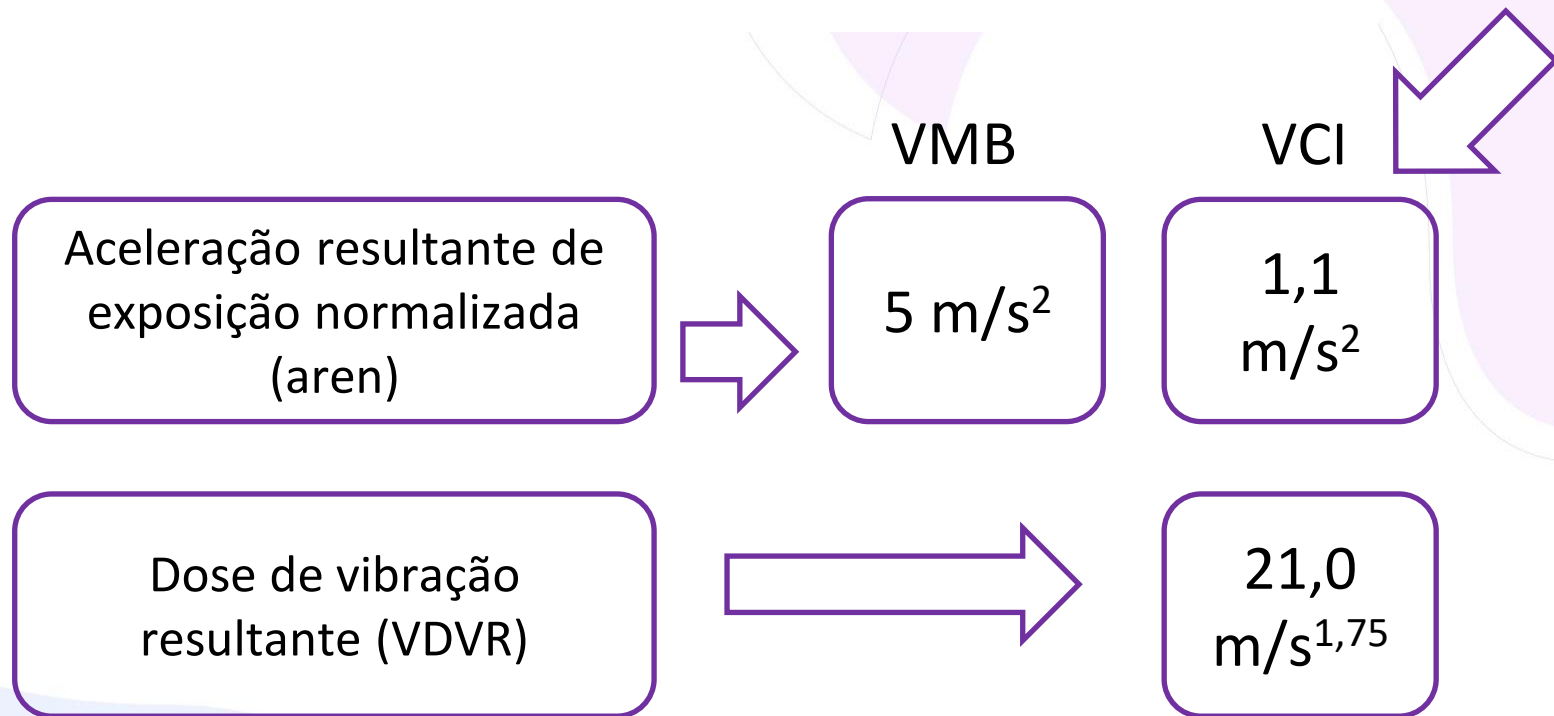 VMB VCI
Aceleração resultante de
exposição normalizada
(aren)
5 m/s²
1,1
m/s²
Dose de vibração
resultante (VDVR)
21,0
m/s¹,⁷⁵